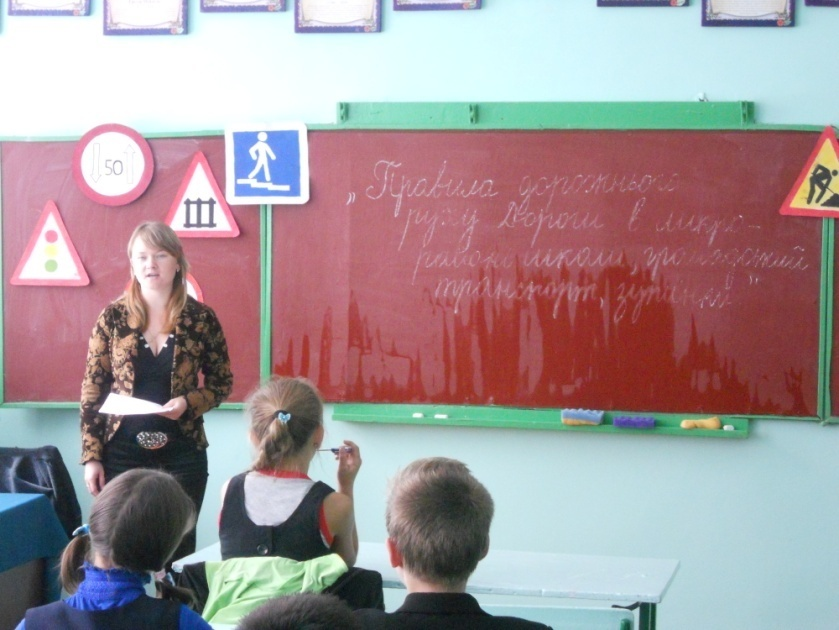 50
„Правила дорожнього
руху Дороги в мікро-
районі школи, громадський
транспорт, зупинки"